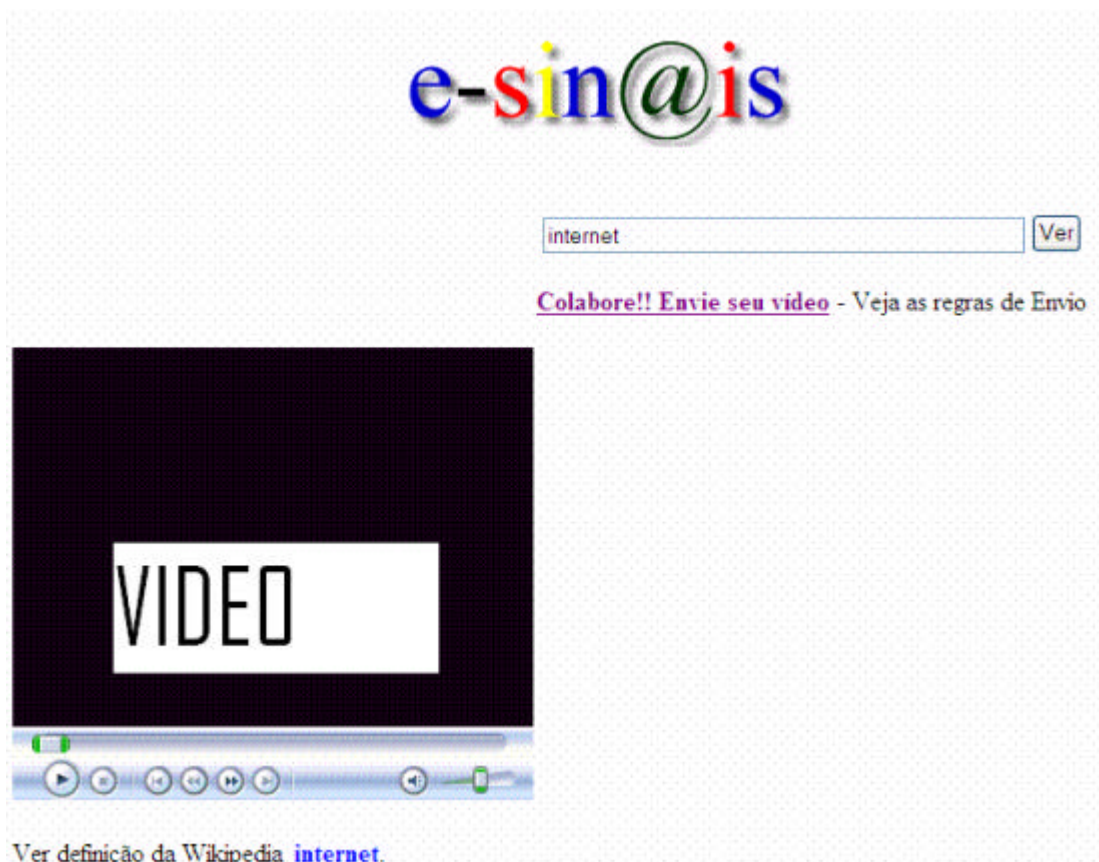 e-sin@is
internet Ver
Colabore!! Envie seu vídeo - Veja as regras de Envio
VIDEO
Ver definição da Wikipedia internet.